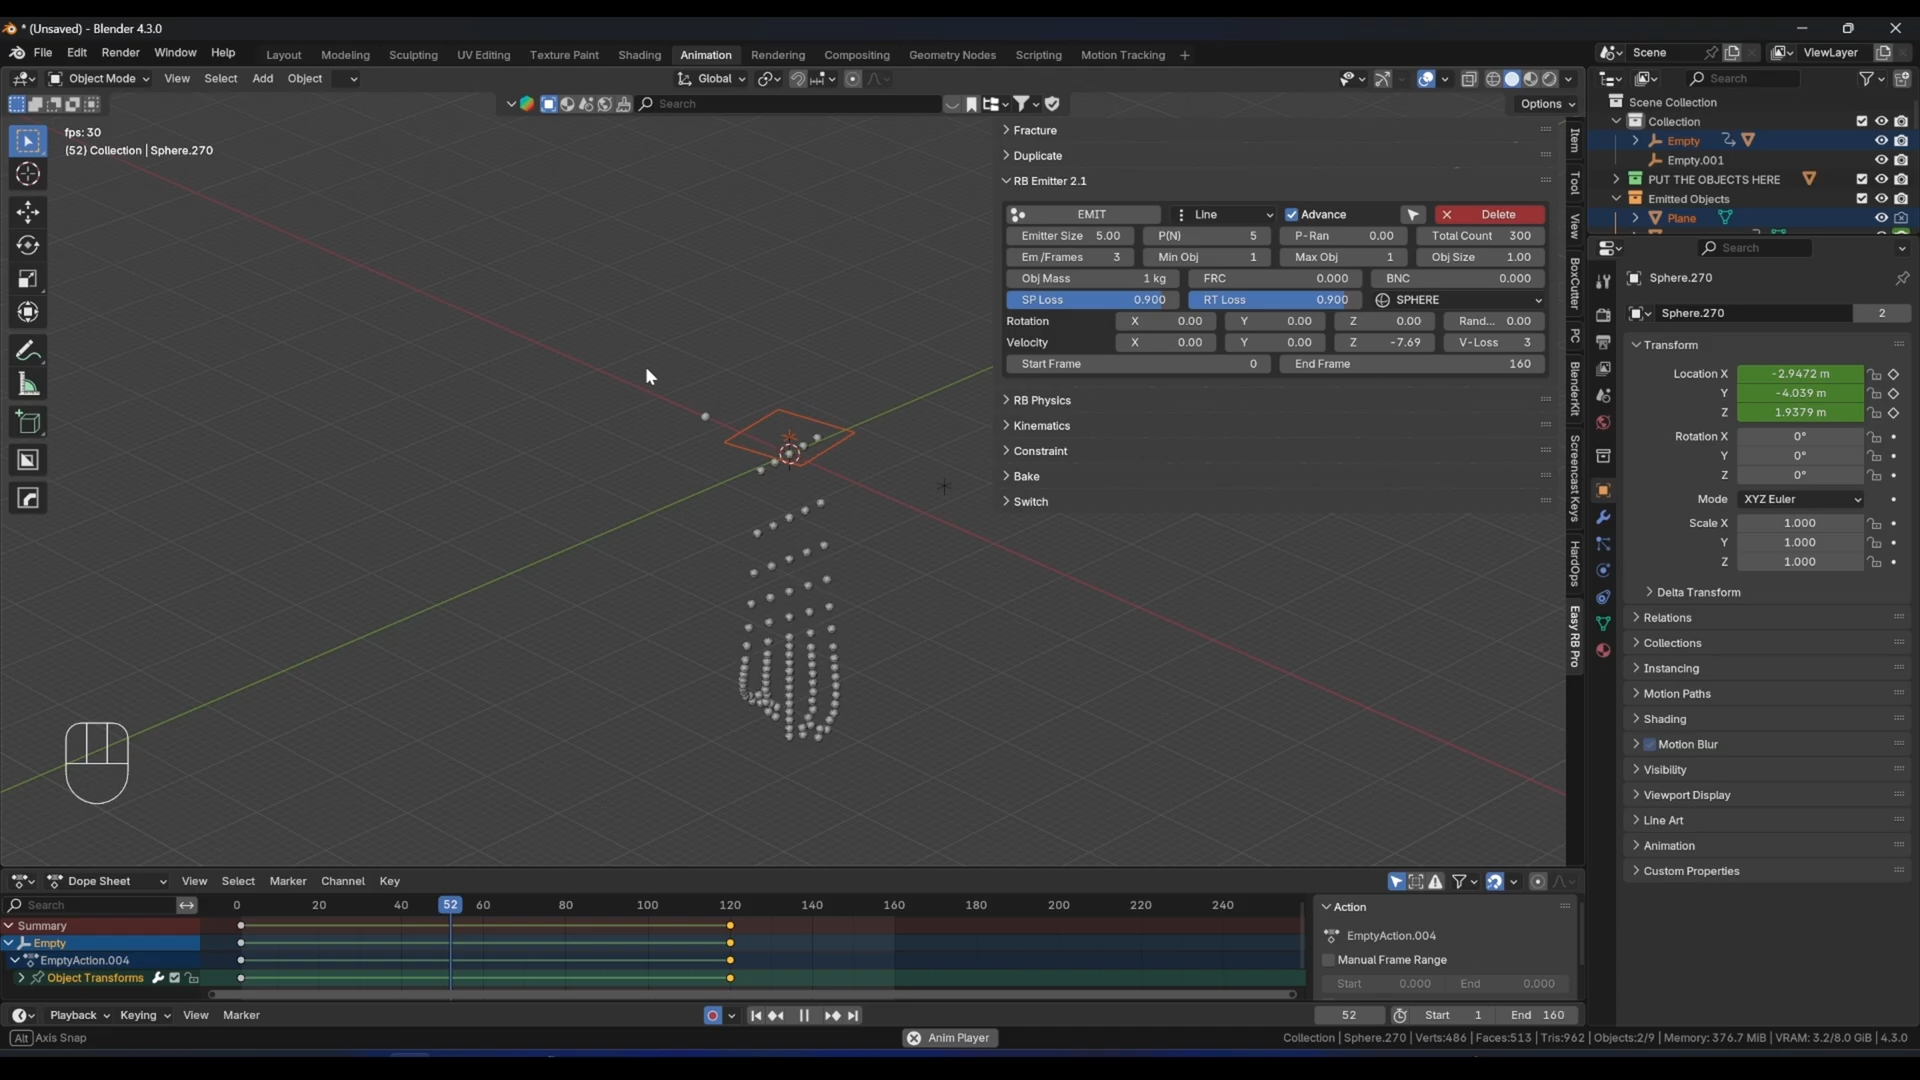 * (Unsaved) - Blender 4.3.0
File Edit Render Window Help Layout Modeling Sculpting UV Editing Texture Paint Shading Animation Rendering Compositing Geometry Nodes Scripting Motion Tracking + Scene ViewLayer
Object Mode View Select Add Object Global Search
Search Options
fps: 30
(52) Collection | Sphere.270
Fracture
Duplicate
RB Emitter 2.1
EMIT Line Advance Delete
Emitter Size 5.00 P(N) 5 P-Ran 0.00 Total Count 300
Em /Frames 3 Min Obj 1 Max Obj 1 Obj Size 1.00
Obj Mass 1 kg FRC 0.000 BNC 0.000
SP Loss 0.900 RT Loss 0.900 SPHERE
Rotation X 0.00 Y 0.00 Z 0.00 Rand... 0.00
Velocity X 0.00 Y 0.00 Z -7.69 V-Loss 3
Start Frame 0 End Frame 160
RB Physics
Kinematics
Constraint
Bake
Switch
Item
Tool
View
BoxCutter
PC
BlenderKit
Screencast Keys
HardOps
Easy RB Pro
Scene Collection
Collection
Empty
Empty.001
PUT THE OBJECTS HERE
Emitted Objects
Plane
Search
Sphere.270
Sphere.270 2
Transform
Location X -2.9472 m
Y -4.039 m
Z 1.9379 m
Rotation X 0°
Y 0°
Z 0°
Mode XYZ Euler
Scale X 1.000
Y 1.000
Z 1.000
Delta Transform
Relations
Collections
Instancing
Motion Paths
Shading
Motion Blur
Visibility
Viewport Display
Line Art
Animation
Custom Properties
Dope Sheet View Select Marker Channel Key
Search 0 20 40 52 60 80 100 120 140 160 180 200 220 240
Summary
Empty
EmptyAction.004
Object Transforms
Action
EmptyAction.004
Manual Frame Range
Start 0.000 End 0.000
Playback Keying View Marker 52 Start 1 End 160
Alt Axis Snap Anim Player Collection | Sphere.270 | Verts:486 | Faces:513 | Tris:962 | Objects:2/9 | Memory: 376.7 MiB | VRAM: 3.2/8.0 GiB | 4.3.0